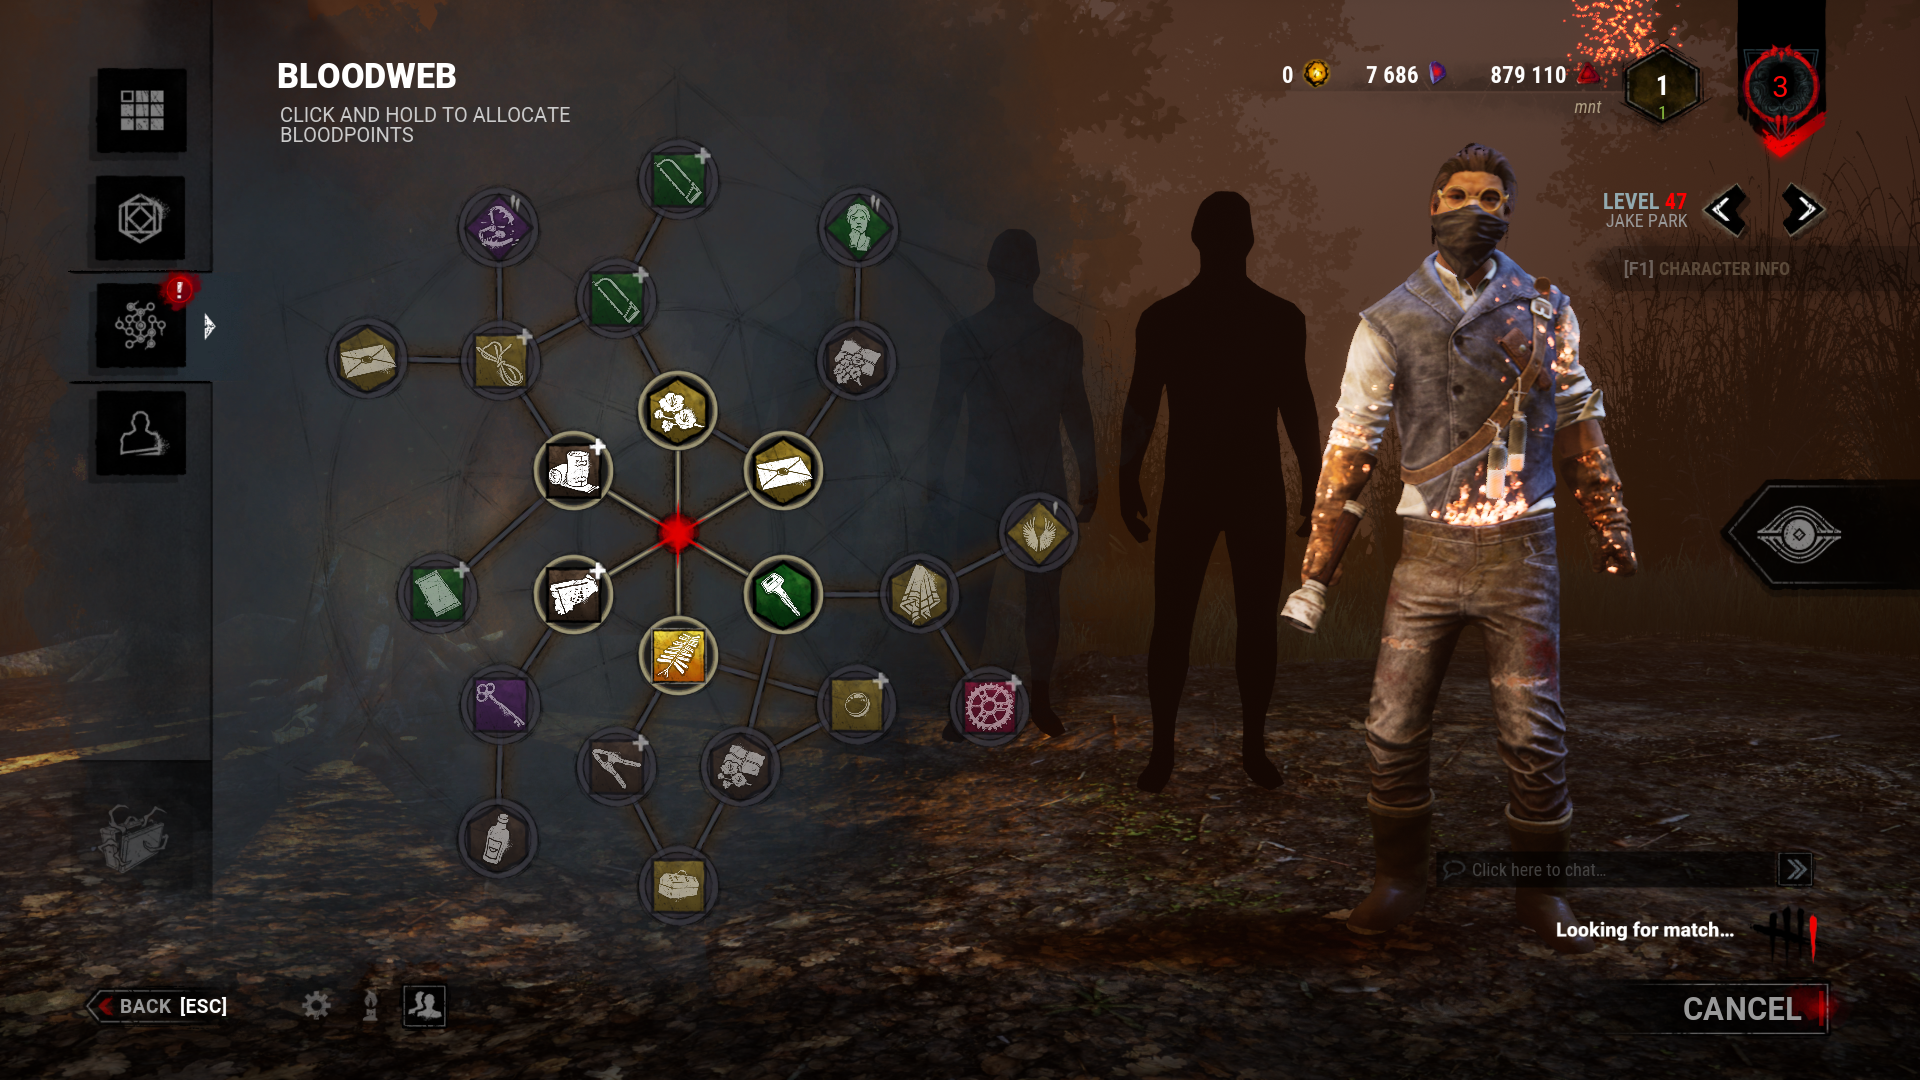 BLOODWEB
CLICK AND HOLD TO ALLOCATE
BLOODPOINTS
0
7 686
879 110
mnt
1
1
3
!
LEVEL 47
JAKE PARK
[F1] CHARACTER INFO
Click here to chat...
Looking for match...
BACK [ESC]
CANCEL